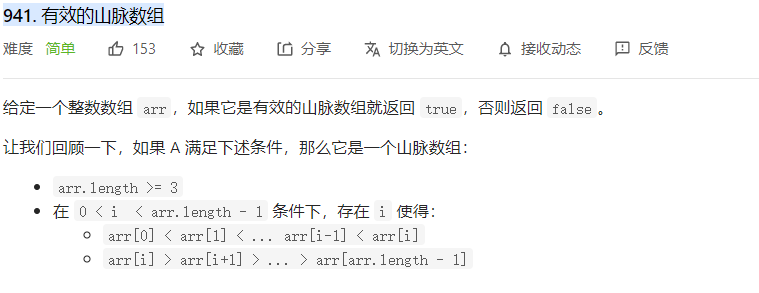 941. 有效的山脉数组
难度 简单 153 收藏 分享 切换为英文 接收动态 反馈
给定一个整数数组 arr，如果它是有效的山脉数组就返回 true，否则返回 false。
让我们回顾一下，如果 A 满足下述条件，那么它是一个山脉数组：
arr.length >= 3
在 0 < i < arr.length - 1 条件下，存在 i 使得：
arr[0] < arr[1] < ... arr[i-1] < arr[i]
arr[i] > arr[i+1] > ... > arr[arr.length - 1]